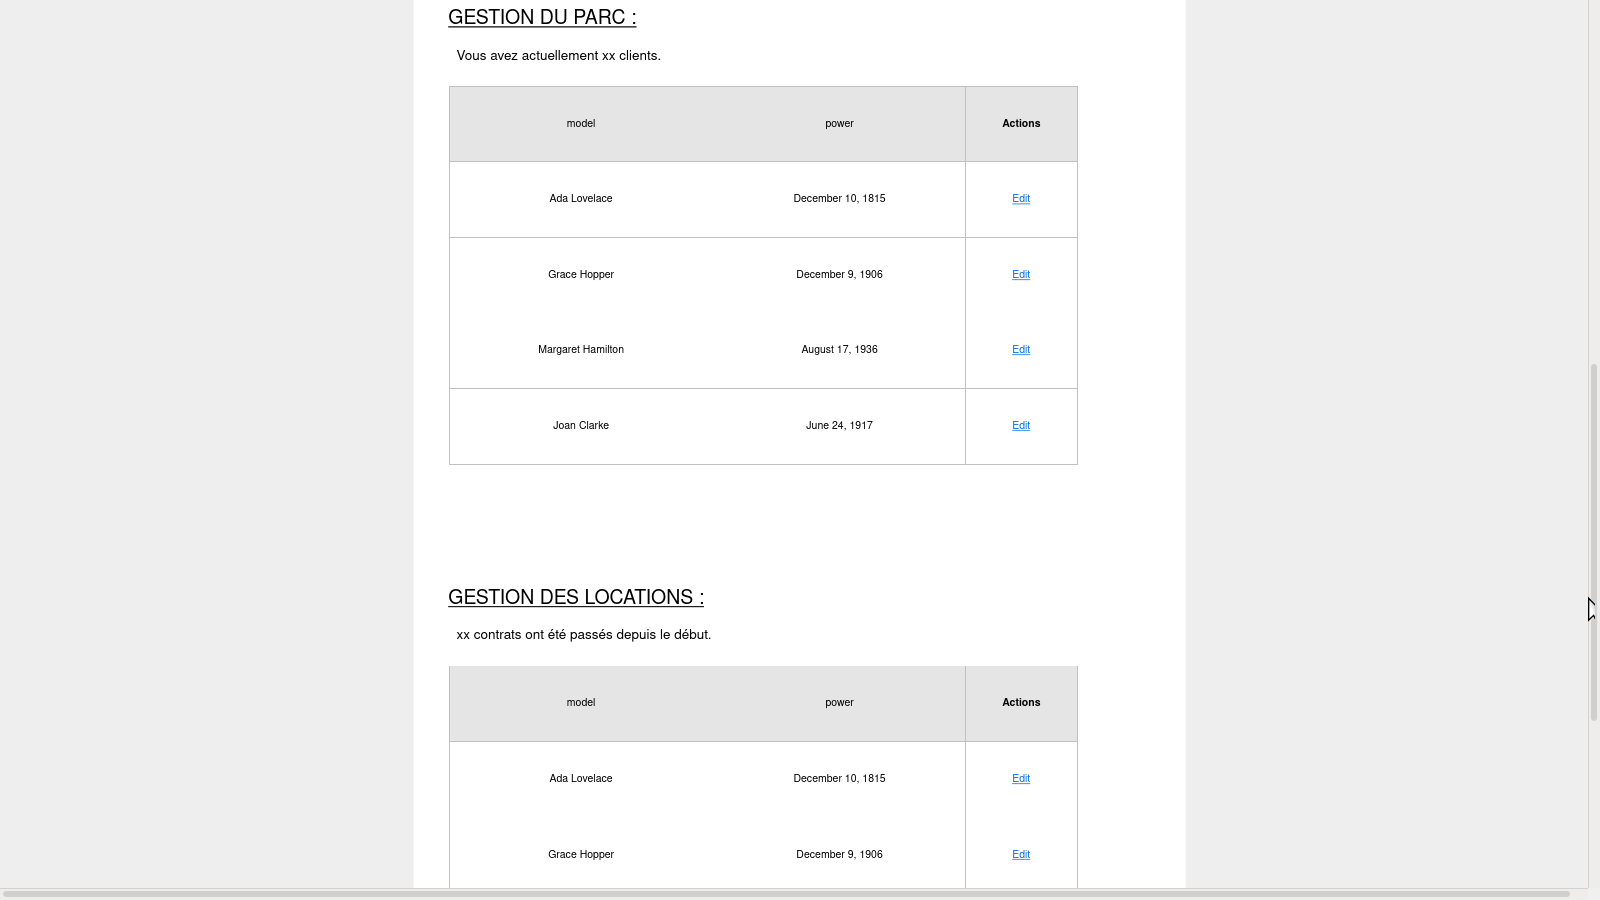 GESTION DU PARC :
Vous avez actuellement xx clients.
model power Actions
Ada Lovelace December 10, 1815 Edit
Grace Hopper December 9, 1906 Edit
Margaret Hamilton August 17, 1936 Edit
Joan Clarke June 24, 1917 Edit
GESTION DES LOCATIONS :
xx contrats ont été passés depuis le début.
model power Actions
Ada Lovelace December 10, 1815 Edit
Grace Hopper December 9, 1906 Edit